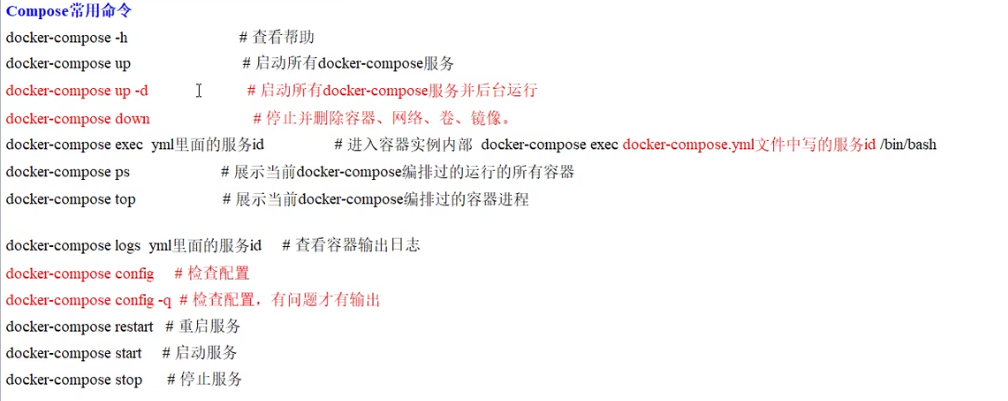 Compose常用命令
docker-compose -h # 查看帮助
docker-compose up # 启动所有docker-compose服务
docker-compose up -d # 启动所有docker-compose服务并后台运行
docker-compose down # 停止并删除容器、网络、卷、镜像。
docker-compose exec yml里面的服务id # 进入容器实例内部 docker-compose exec docker-compose.yml文件中写的服务id /bin/bash
docker-compose ps # 展示当前docker-compose编排过的运行的所有容器
docker-compose top # 展示当前docker-compose编排过的容器进程
docker-compose logs yml里面的服务id # 查看容器输出日志
docker-compose config # 检查配置
docker-compose config -q # 检查配置，有问题才有输出
docker-compose restart # 重启服务
docker-compose start # 启动服务
docker-compose stop # 停止服务